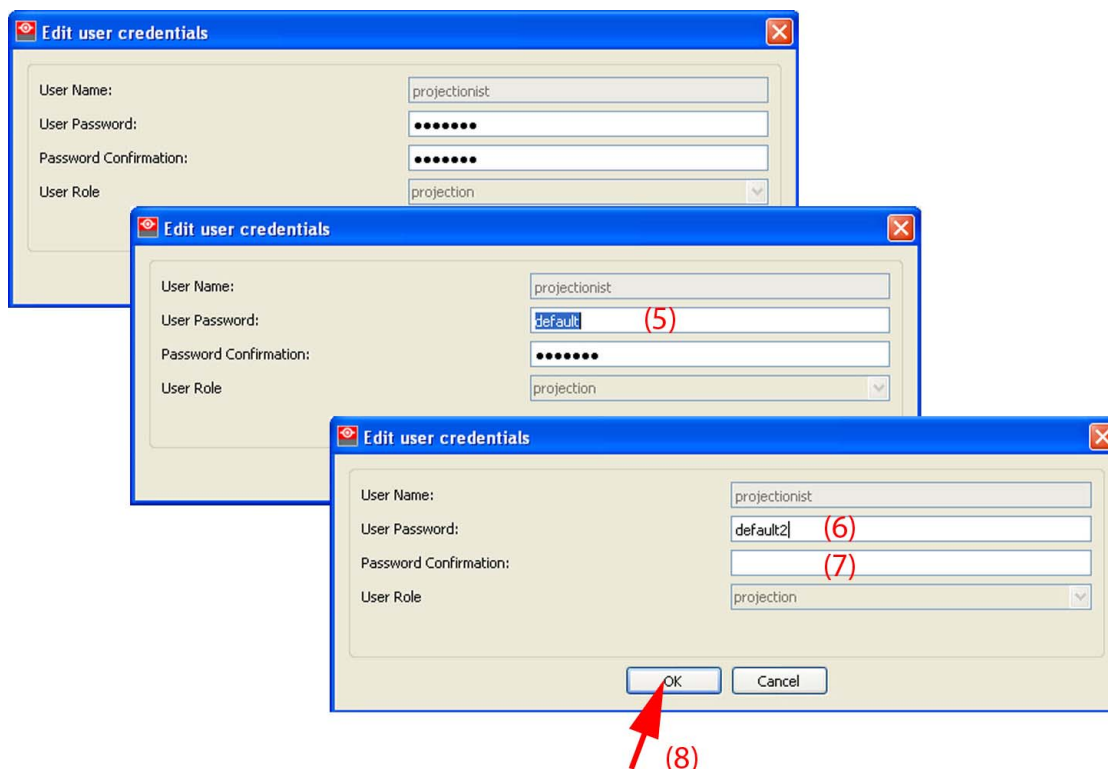 Edit user credentials
User Name: projectionist
User Password: •••••••
Password Confirmation: •••••••
User Role projection
Edit user credentials
User Name: projectionist
User Password: default (5)
Password Confirmation: •••••••
User Role projection
Edit user credentials
User Name: projectionist
User Password: default2 (6)
Password Confirmation: (7)
User Role projection
OK Cancel
(8)